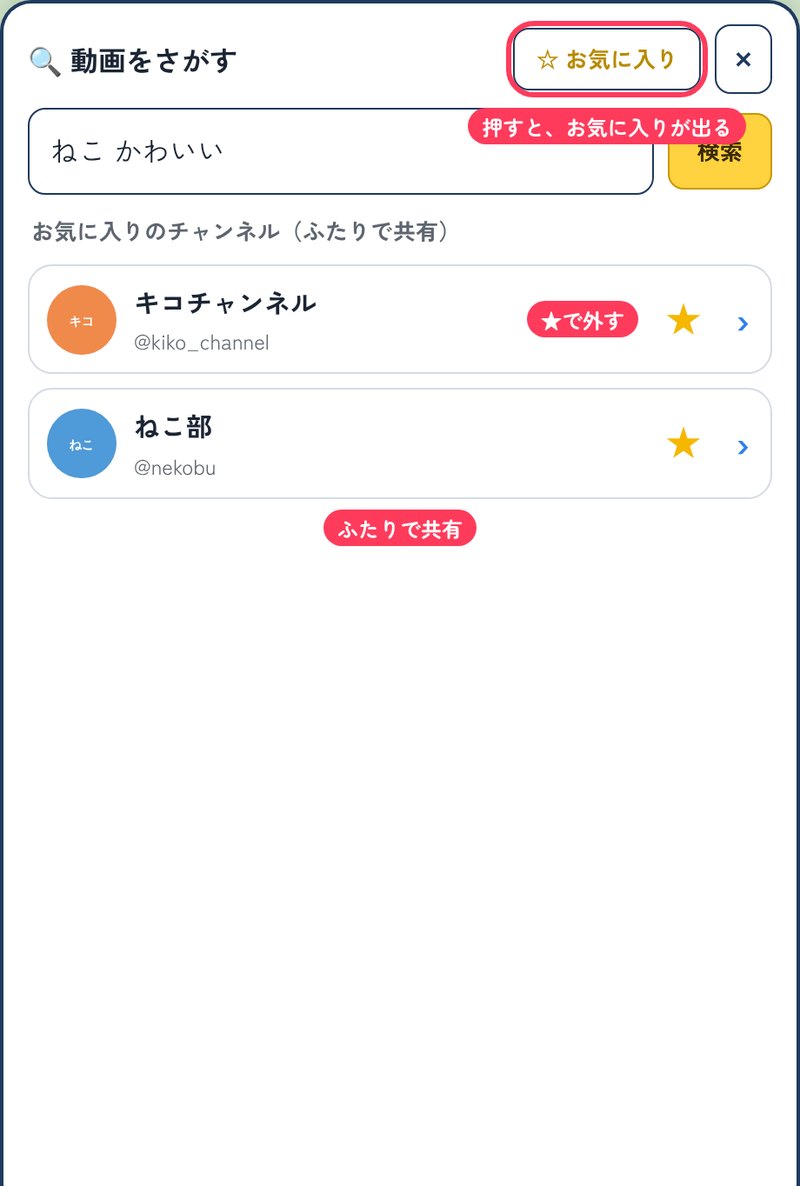 🔍 動画をさがす
☆ お気に入り
×
押すと、お気に入りが出る
ねこ かわいい
検索
お気に入りのチャンネル（ふたりで共有）
キコ
キコチャンネル
@kiko_channel
★で外す
★
›
ねこ
ねこ部
@nekobu
★
›
ふたりで共有